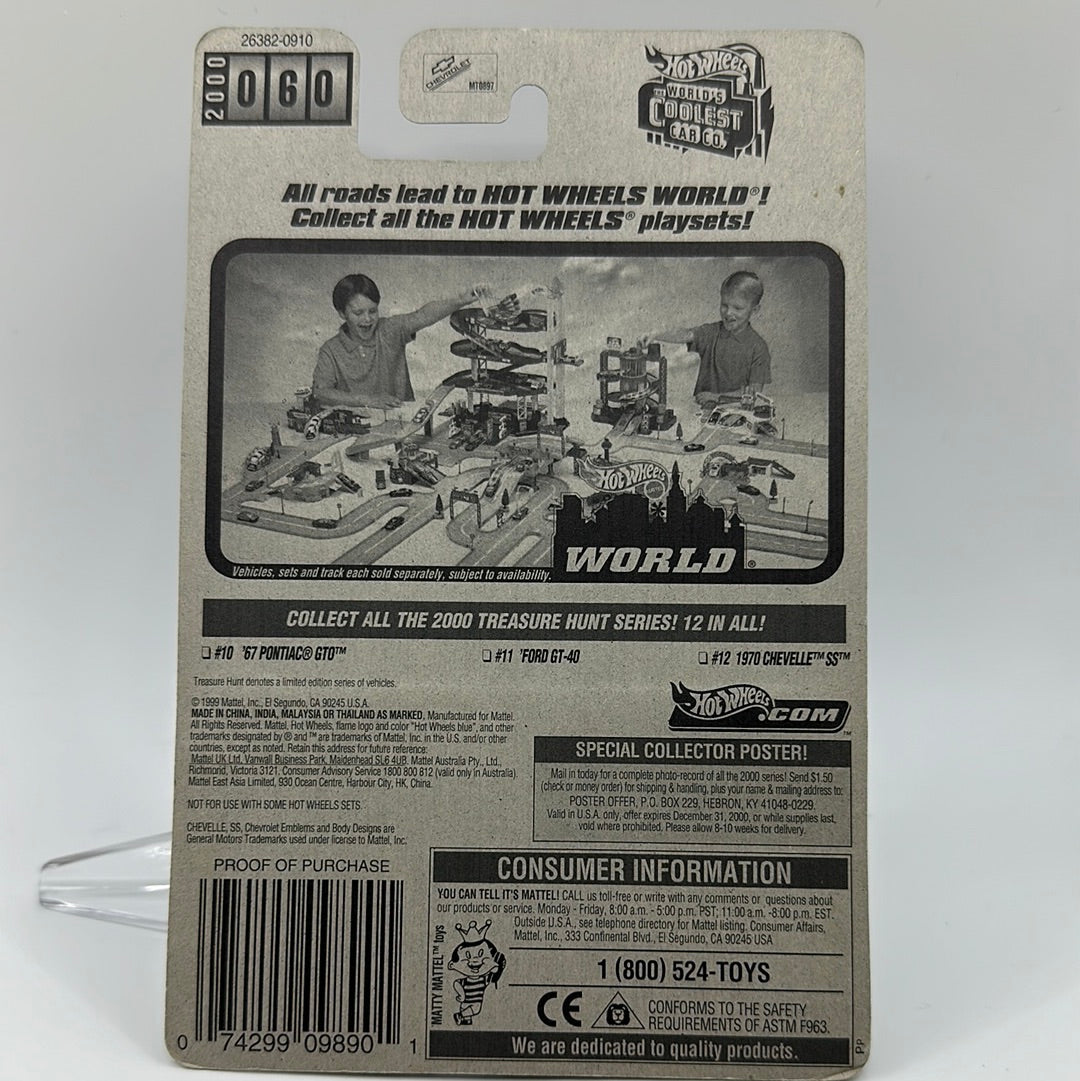 26382-0910
2000
060
CHEVROLET
MT0897
HOT WHEELS
THE WORLD'S
COOLEST
CAR CO.
All roads lead to HOT WHEELS WORLD®!
Collect all the HOT WHEELS® playsets!
HOT WHEELS
WORLD®
Vehicles, sets and track each sold separately, subject to availability.
COLLECT ALL THE 2000 TREASURE HUNT SERIES! 12 IN ALL!
❏ #10 '67 PONTIAC® GTO™ ❏ #11 'FORD GT-40 ❏ #12 1970 CHEVELLE™ SS™
Treasure Hunt denotes a limited edition series of vehicles.
© 1999 Mattel, Inc., El Segundo, CA 90245 U.S.A.
MADE IN CHINA, INDIA, MALAYSIA OR THAILAND AS MARKED. Manufactured for Mattel.
All Rights Reserved. Mattel, Hot Wheels, flame logo and color "Hot Wheels blue", and other
trademarks designated by ® and ™ are trademarks of Mattel, Inc. in the U.S. and/or other
countries, except as noted. Retain this address for future reference:
Mattel UK Ltd, Vanwall Business Park, Maidenhead SL6 4UB. Mattel Australia Pty., Ltd.,
Richmond, Victoria 3121. Consumer Advisory Service 1800 800 812 (valid only in Australia).
Mattel East Asia Limited, 930 Ocean Centre, Harbour City, HK, China.
NOT FOR USE WITH SOME HOT WHEELS SETS.
CHEVELLE, SS, Chevrolet Emblems and Body Designs are
General Motors Trademarks used under license to Mattel, Inc.
HOT WHEELS
.COM™
SPECIAL COLLECTOR POSTER!
Mail in today for a complete photo-record of all the 2000 series! Send $1.50
(check or money order) for shipping & handling, plus your name & mailing address to:
POSTER OFFER, P.O. BOX 229, HEBRON, KY 41048-0229.
Valid in U.S.A. only, offer expires December 31, 2000, or while supplies last,
void where prohibited. Please allow 8-10 weeks for delivery.
PROOF OF PURCHASE
0 74299 09890 1
CONSUMER INFORMATION
YOU CAN TELL IT'S MATTEL! CALL us toll-free or write with any comments or questions about
our products or service. Monday - Friday, 8:00 a.m. - 5:00 p.m. PST; 11:00 a.m. -8:00 p.m. EST.
Outside U.S.A., see telephone directory for Mattel listing. Consumer Affairs,
Mattel, Inc., 333 Continental Blvd., El Segundo, CA 90245 USA
MATTY MATTEL™ toys
1 (800) 524-TOYS
CE
CONFORMS TO THE SAFETY
REQUIREMENTS OF ASTM F963.
We are dedicated to quality products.
PP